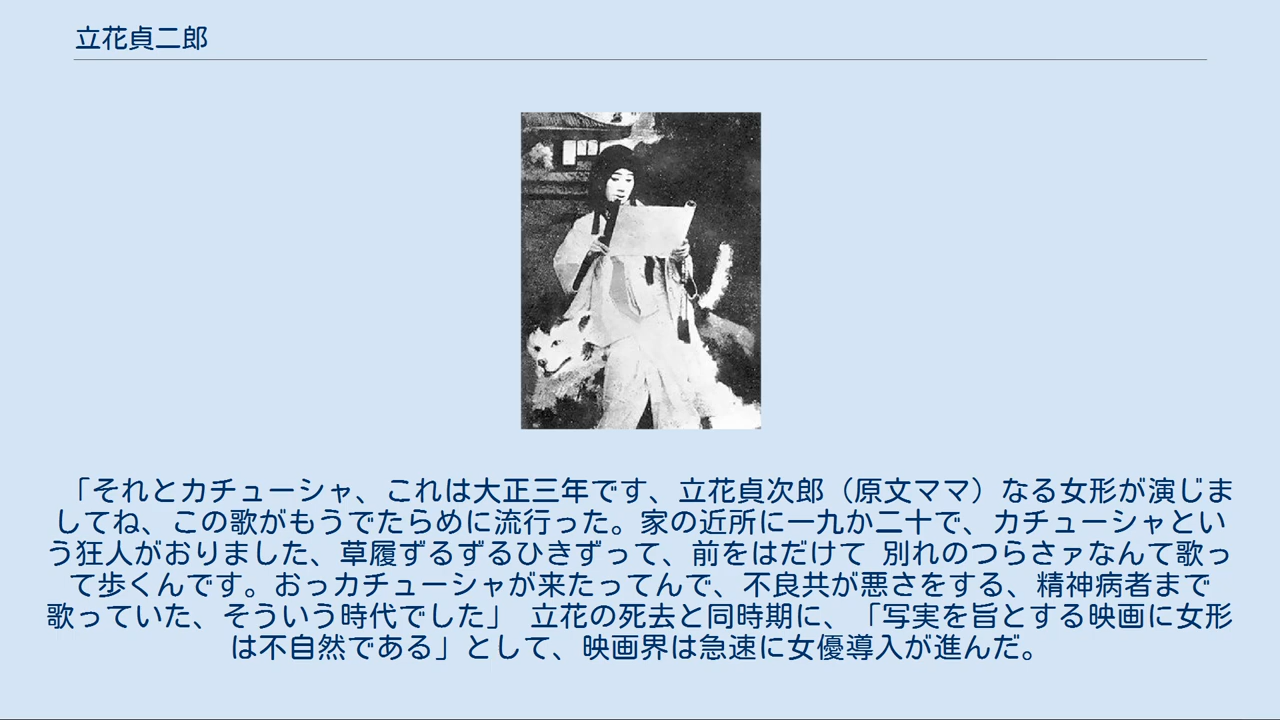 立花貞二郎
「それとカチューシャ、これは大正三年です、立花貞次郎（原文ママ）なる女形が演じま
してね、この歌がもうでたらめに流行った。家の近所に一九か二十で、カチューシャとい
う狂人がおりました、草履ずるずるひきずって、前をはだけて 別れのつらさァなんて歌っ
て歩くんです。おっカチューシャが来たってんで、不良共が悪さをする、精神病者まで
歌っていた、そういう時代でした」 立花の死去と同時期に、「写実を旨とする映画に女形
は不自然である」として、映画界は急速に女優導入が進んだ。